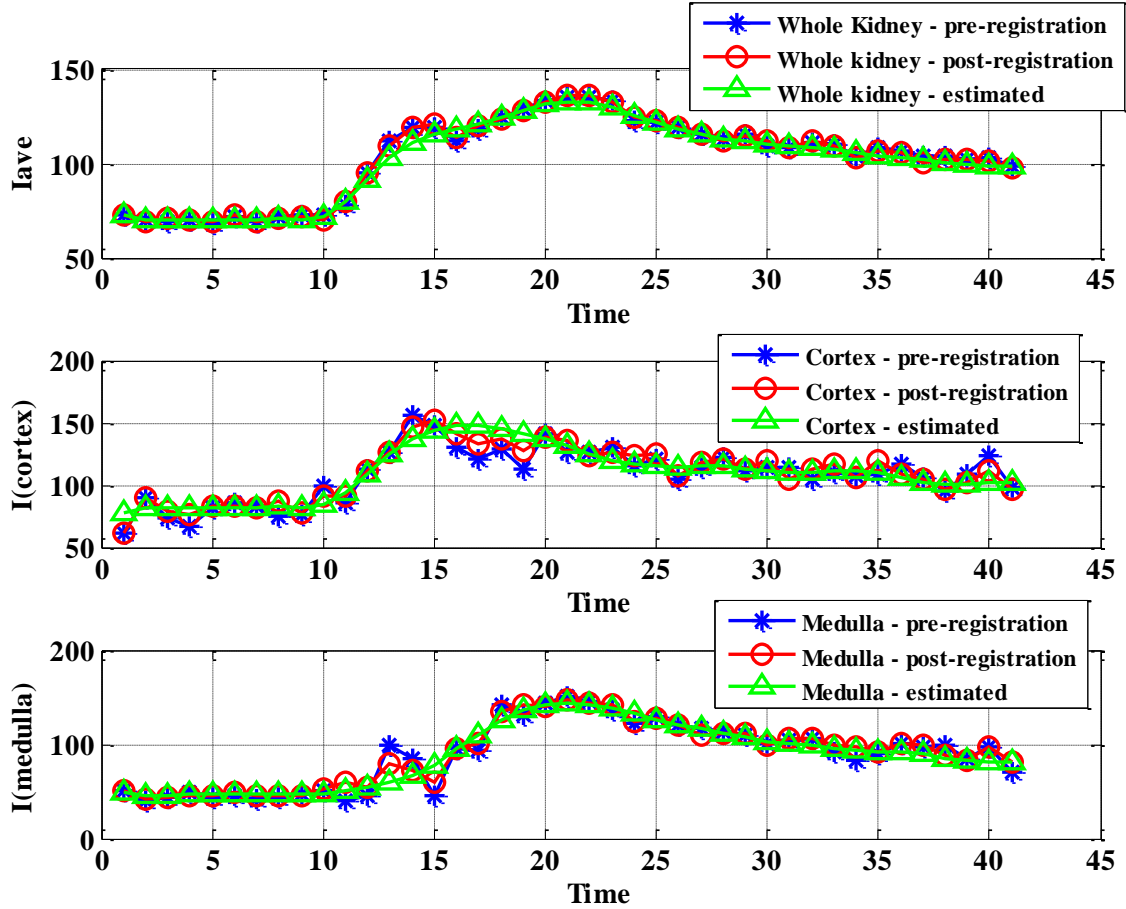 Whole Kidney - pre-registration
Whole kidney - post-registration
Whole kidney - estimated
150
100
50
Iave
0 5 10 15 20 25 30 35 40 45
Time
Cortex - pre-registration
Cortex - post-registration
Cortex - estimated
200
150
100
50
I(cortex)
0 5 10 15 20 25 30 35 40 45
Time
Medulla - pre-registration
Medulla - post-registration
Medulla - estimated
200
100
0
I(medulla)
0 5 10 15 20 25 30 35 40 45
Time